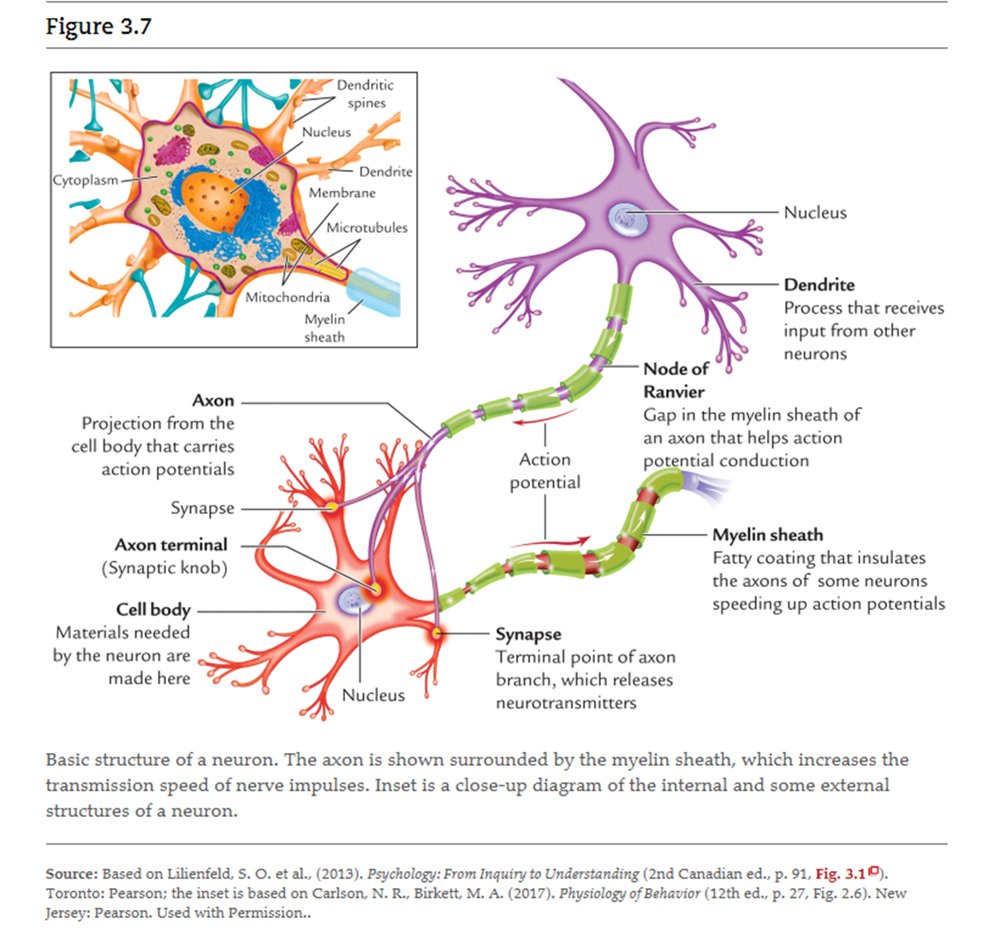 Figure 3.7
Dendritic
spines
Nucleus
Cytoplasm
Dendrite
Membrane
Microtubules
Mitochondria
Myelin
sheath
Nucleus
Dendrite
Process that receives
input from other
neurons
Node of
Ranvier
Gap in the myelin sheath of
an axon that helps action
potential conduction
Axon
Projection from the
cell body that carries
action potentials
Action
potential
Synapse
Axon terminal
(Synaptic knob)
Myelin sheath
Fatty coating that insulates
the axons of some neurons
speeding up action potentials
Cell body
Materials needed
by the neuron are
made here
Nucleus
Synapse
Terminal point of axon
branch, which releases
neurotransmitters
Basic structure of a neuron. The axon is shown surrounded by the myelin sheath, which increases the
transmission speed of nerve impulses. Inset is a close-up diagram of the internal and some external
structures of a neuron.
Source: Based on Lilienfeld, S. O. et al., (2013). Psychology: From Inquiry to Understanding (2nd Canadian ed., p. 91, Fig. 3.1).
Toronto: Pearson; the inset is based on Carlson, N. R., Birkett, M. A. (2017). Physiology of Behavior (12th ed., p. 27, Fig. 2.6). New
Jersey: Pearson. Used with Permission..